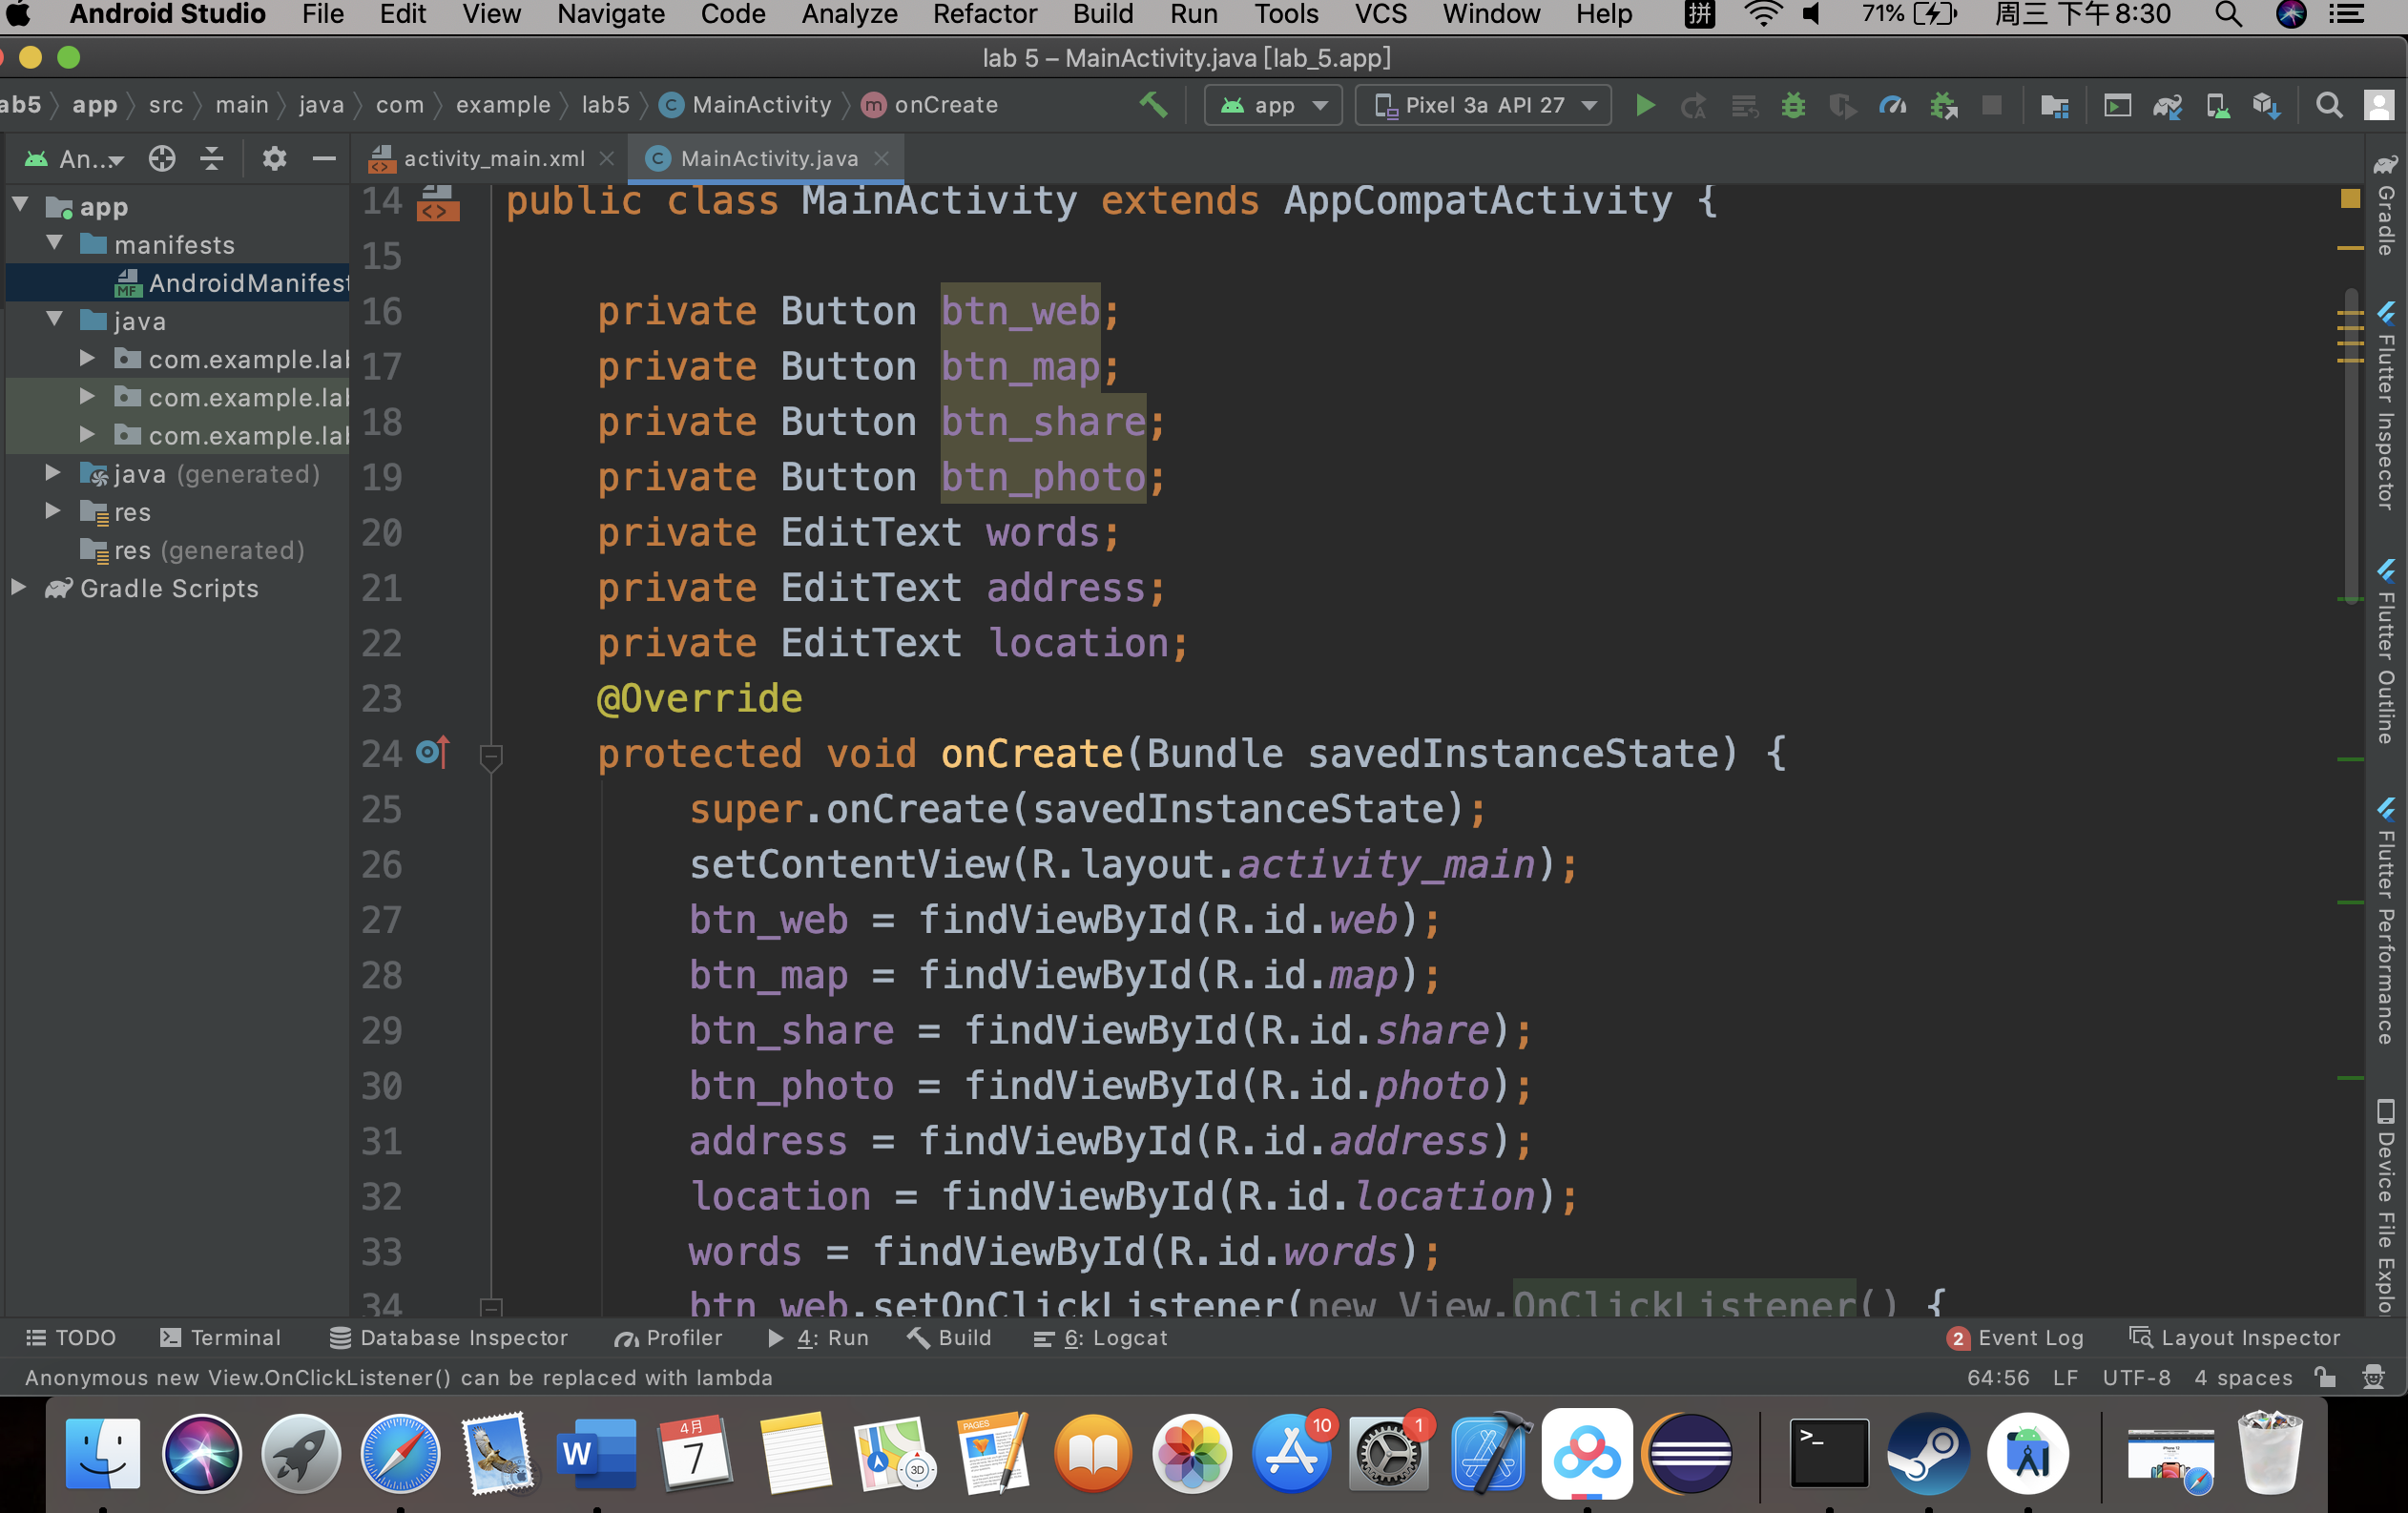 Android Studio File Edit View Navigate Code Analyze Refactor Build Run Tools VCS Window Help 拼 71% 周三 下午8:30
lab 5 – MainActivity.java [lab_5.app]
ab5 app src main java com example lab5 C MainActivity m onCreate app Pixel 3a API 27
An... activity_main.xml C MainActivity.java
app
manifests
MF AndroidManifest
java
com.example.lab
com.example.lab
com.example.lab
java (generated)
res
res (generated)
Gradle Scripts
14 public class MainActivity extends AppCompatActivity {
15
16 private Button btn_web;
17 private Button btn_map;
18 private Button btn_share;
19 private Button btn_photo;
20 private EditText words;
21 private EditText address;
22 private EditText location;
23 @Override
24 protected void onCreate(Bundle savedInstanceState) {
25 super.onCreate(savedInstanceState);
26 setContentView(R.layout.activity_main);
27 btn_web = findViewById(R.id.web);
28 btn_map = findViewById(R.id.map);
29 btn_share = findViewById(R.id.share);
30 btn_photo = findViewById(R.id.photo);
31 address = findViewById(R.id.address);
32 location = findViewById(R.id.location);
33 words = findViewById(R.id.words);
34 btn_web.setOnClickListener(new View.OnClickListener() {
Gradle
Flutter Inspector
Flutter Outline
Flutter Performance
Device File Explo
TODO Terminal Database Inspector Profiler 4: Run Build 6: Logcat 2 Event Log Layout Inspector
Anonymous new View.OnClickListener() can be replaced with lambda 64:56 LF UTF-8 4 spaces
W
4月
7
3D
PAGES
10
1
>_